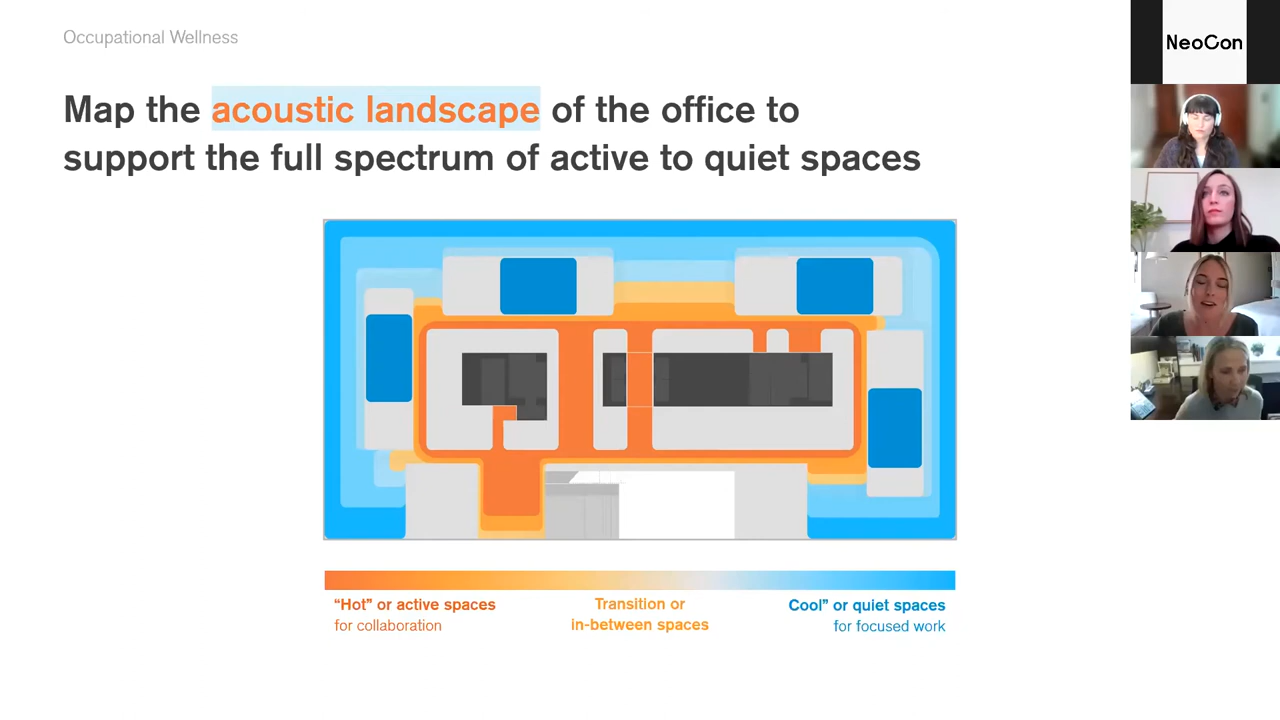 Occupational Wellness
NeoCon
Map the acoustic landscape of the office to
support the full spectrum of active to quiet spaces
“Hot” or active spaces
for collaboration
Transition or
in-between spaces
Cool” or quiet spaces
for focused work